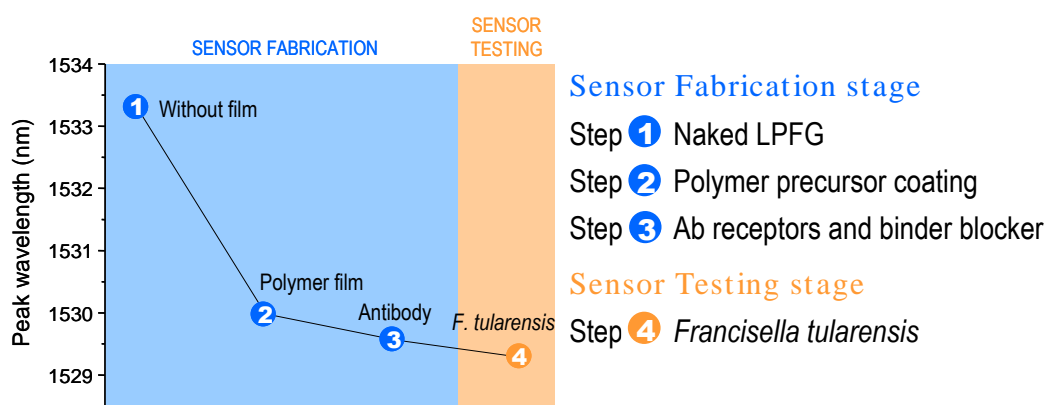 SENSOR FABRICATION
SENSOR
TESTING
Peak wavelength (nm)
1534
1533
1532
1531
1530
1529
1 Without film
Polymer film
2
Antibody
3
F. tularensis
4
Sensor Fabrication stage
Step 1 Naked LPFG
Step 2 Polymer precursor coating
Step 3 Ab receptors and binder blocker
Sensor Testing stage
Step 4 Francisella tularensis